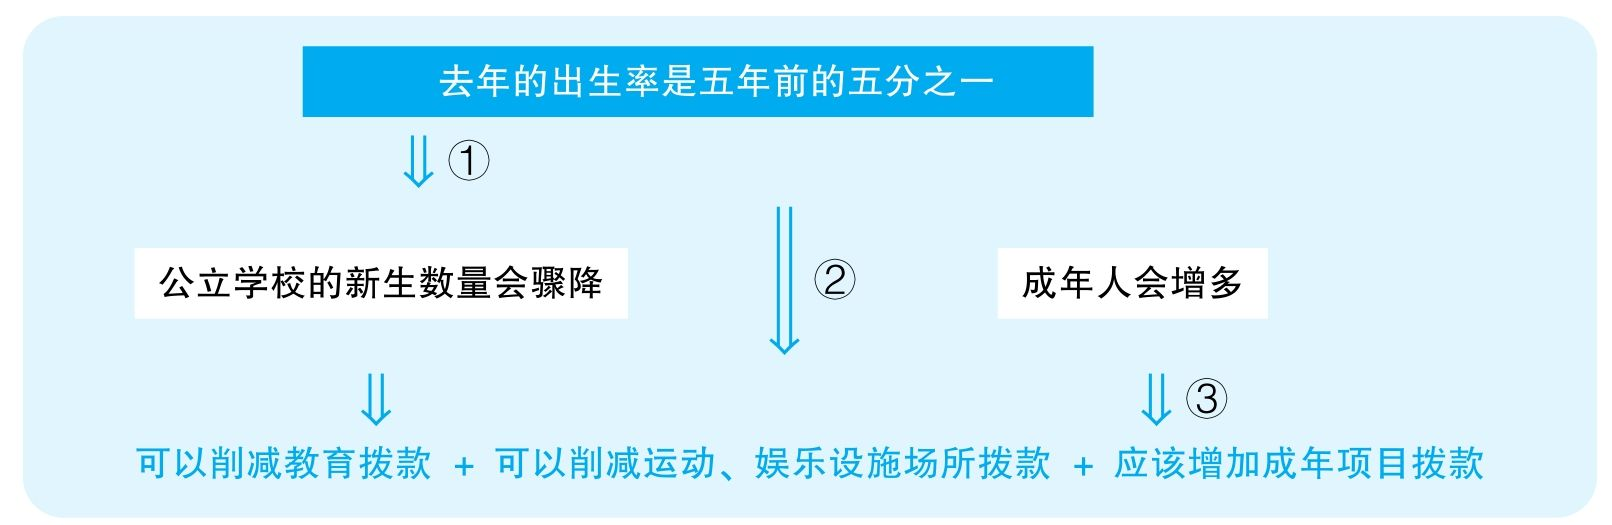 去年的出生率是五年前的五分之一
①
②
公立学校的新生数量会骤降
成年人会增多
③
可以削减教育拨款 + 可以削减运动、娱乐设施场所拨款 + 应该增加成年项目拨款